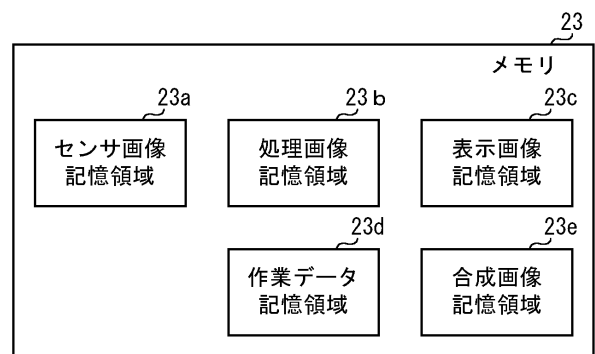 23
メモリ
23a
センサ画像
記憶領域
23b
処理画像
記憶領域
23c
表示画像
記憶領域
23d
作業データ
記憶領域
23e
合成画像
記憶領域